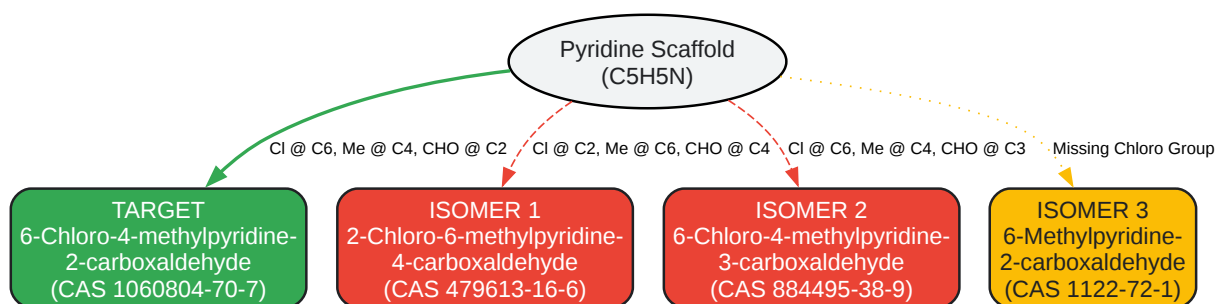 Pyridine Scaffold
(C5H5N)
Cl @ C6, Me @ C4, CHO @ C2
Cl @ C2, Me @ C6, CHO @ C4
Cl @ C6, Me @ C4, CHO @ C3
Missing Chloro Group
TARGET
6-Chloro-4-methylpyridine-
2-carboxaldehyde
(CAS 1060804-70-7)
ISOMER 1
2-Chloro-6-methylpyridine-
4-carboxaldehyde
(CAS 479613-16-6)
ISOMER 2
6-Chloro-4-methylpyridine-
3-carboxaldehyde
(CAS 884495-38-9)
ISOMER 3
6-Methylpyridine-
2-carboxaldehyde
(CAS 1122-72-1)